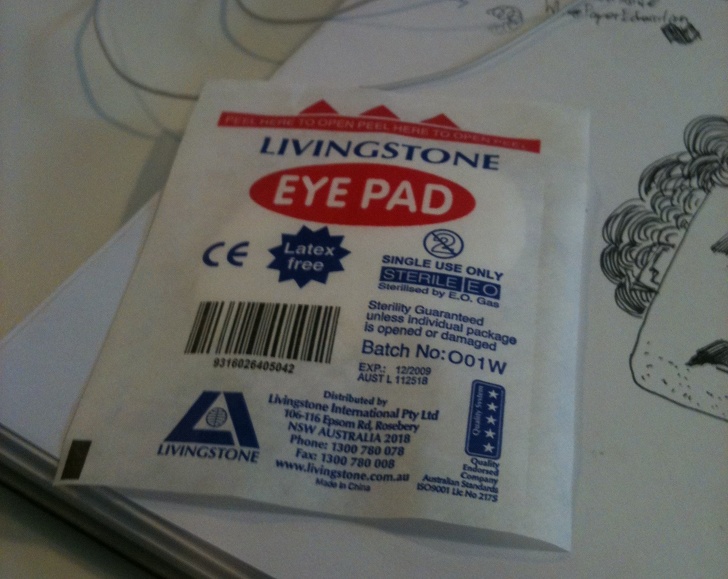 PEEL HERE TO OPEN PEEL HERE TO OPEN PEEL
LIVINGSTONE
EYE PAD
CE
Latex
free
2
SINGLE USE ONLY
STERILE EO
Sterilised by E.O. Gas
Sterility Guaranteed
unless individual package
is opened or damaged
Batch No: O01W
EXP.: 12/2009
AUST L 112518
9316026405042
LIVINGSTONE
Distributed by
Livingstone International Pty Ltd
106-116 Epsom Rd, Rosebery
NSW AUSTRALIA 2018
Phone: 1300 780 078
Fax: 1300 780 008
www.livingstone.com.au
Made in China
Quality System
Quality
Endorsed
Company
Australian Standards
ISO9001 Lic No 2175